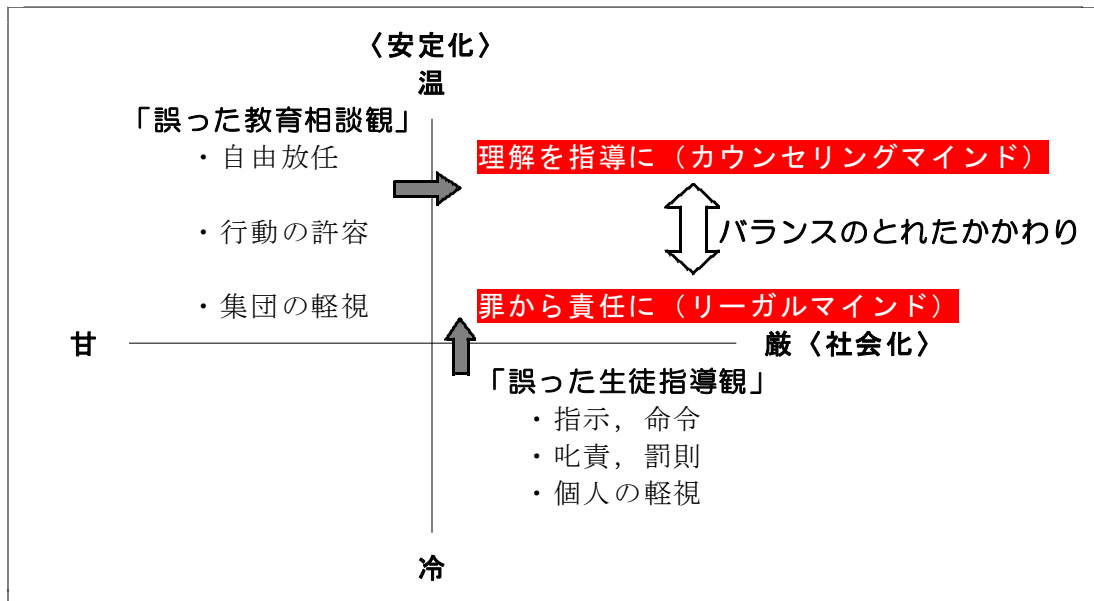 〈安定化〉
温
「誤った教育相談観」
・自由放任
理解を指導に（カウンセリングマインド）
・行動の許容
バランスのとれたかかわり
・集団の軽視
罪から責任に（リーガルマインド）
甘
厳〈社会化〉
「誤った生徒指導観」
・指示，命令
・叱責，罰則
・個人の軽視
冷